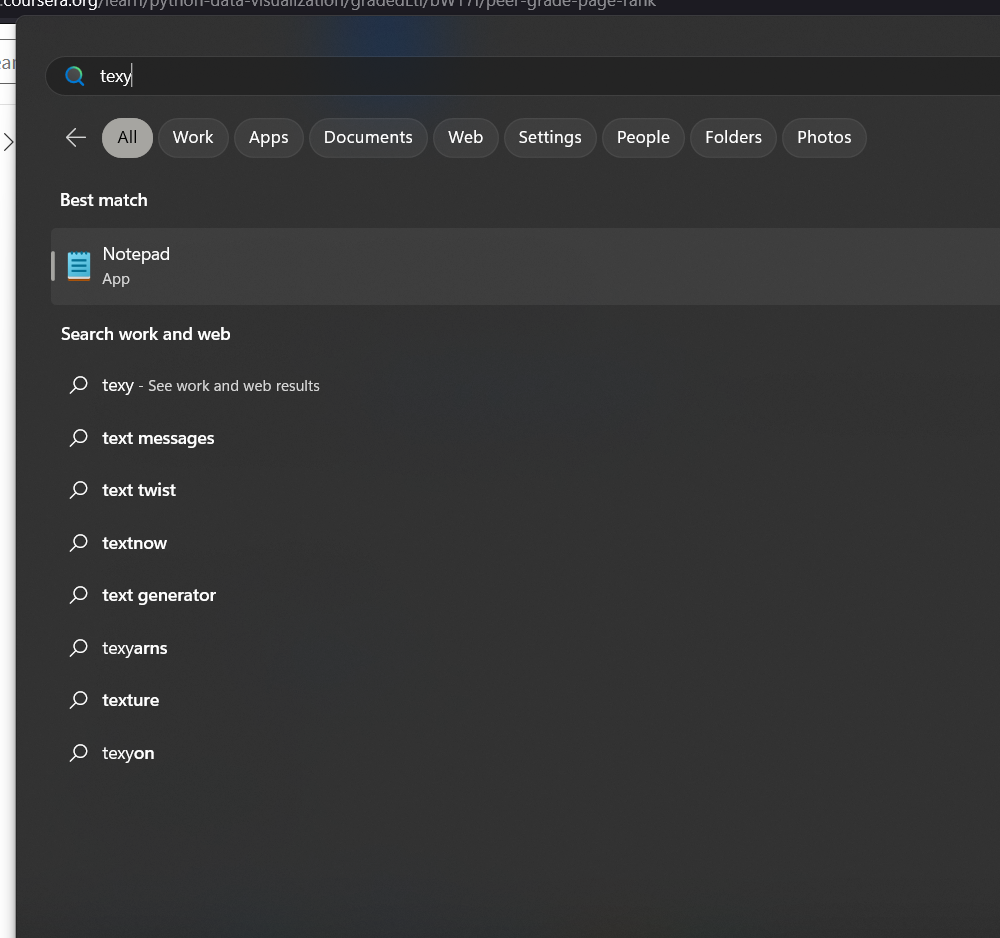 .coursera.org/learn/python-data-visualization/gradedLti/bW17l/peer-grade-page-rank
ear
texy
All Work Apps Documents Web Settings People Folders Photos
Best match
Notepad
App
Search work and web
texy - See work and web results
text messages
text twist
textnow
text generator
texyarns
texture
texyon